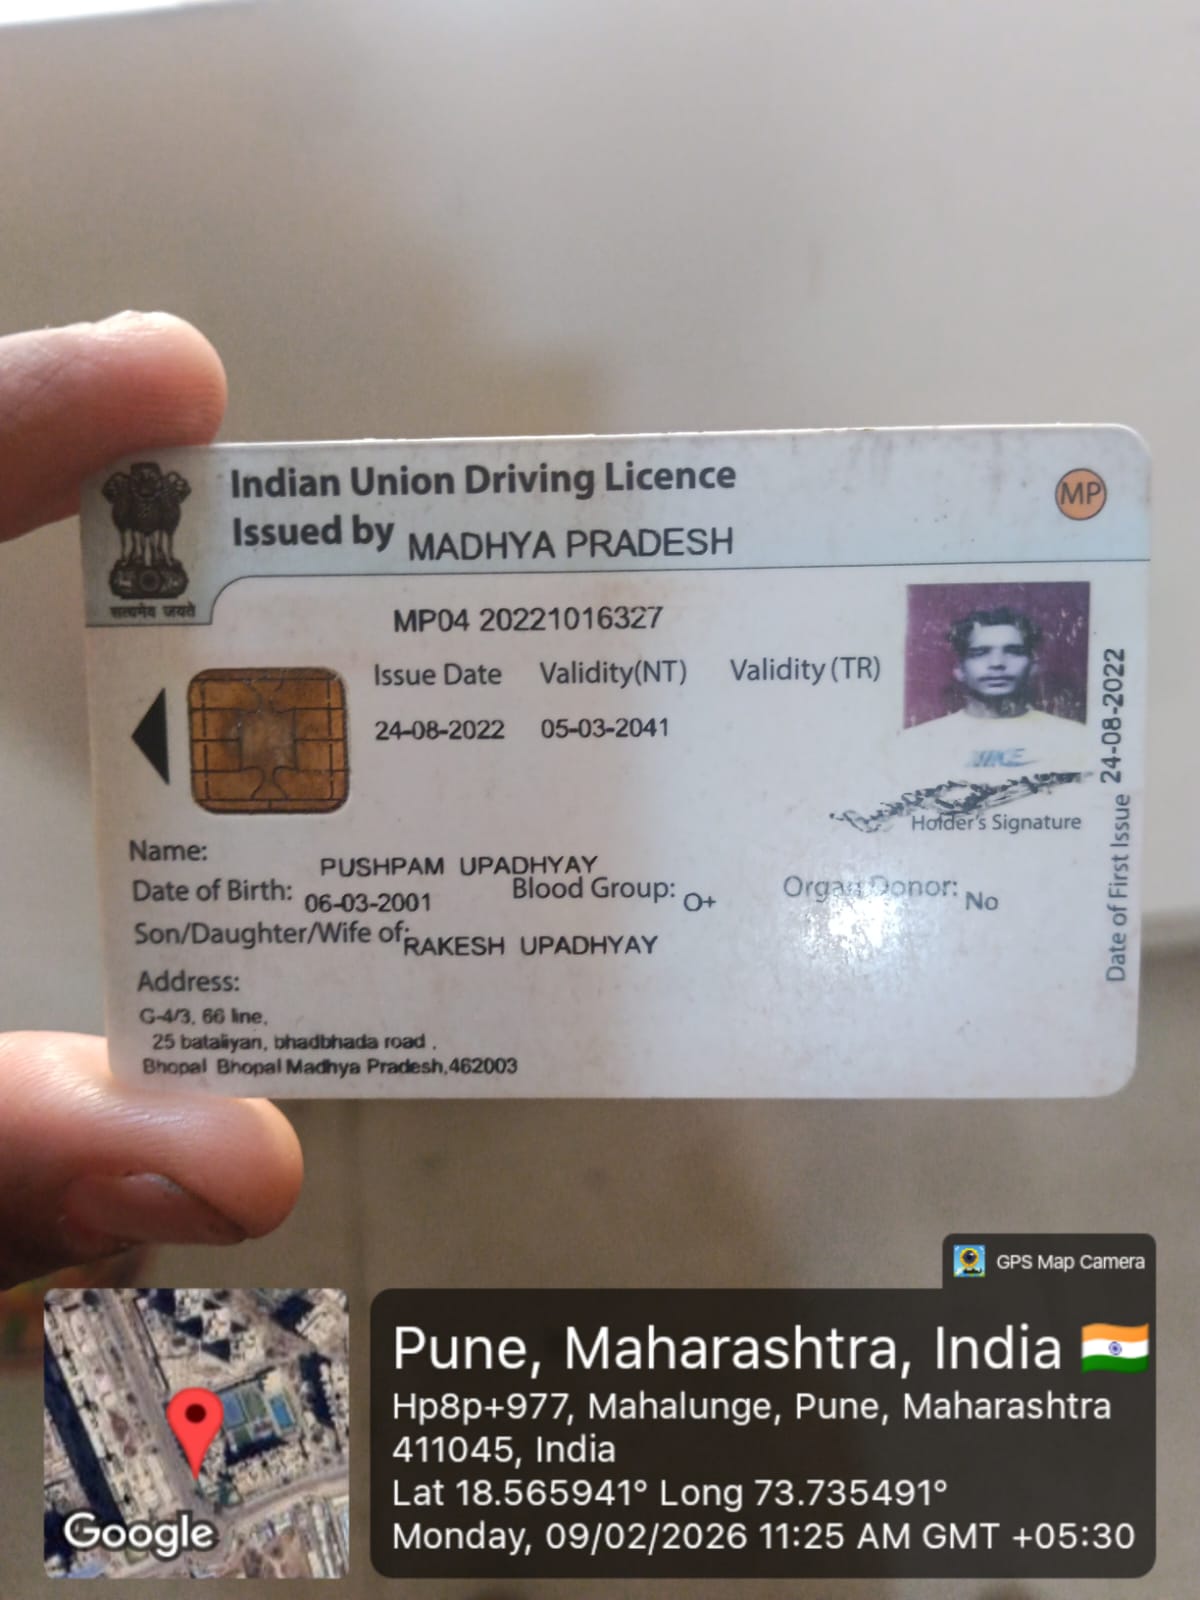 Indian Union Driving Licence
Issued by MADHYA PRADESH
MP
सत्यमेव जयते
MP04 20221016327
Issue Date Validity(NT) Validity (TR)
24-08-2022 05-03-2041
NIKE
Holder's Signature
Date of First Issue 24-08-2022
Name: PUSHPAM UPADHYAY
Date of Birth: 06-03-2001 Blood Group: O+ Organ Donor: No
Son/Daughter/Wife of: RAKESH UPADHYAY
Address:
G-4/3, 66 line,
25 bataliyan, bhadbhada road ,
Bhopal Bhopal Madhya Pradesh,462003
GPS Map Camera
Pune, Maharashtra, India
Hp8p+977, Mahalunge, Pune, Maharashtra
411045, India
Lat 18.565941° Long 73.735491°
Monday, 09/02/2026 11:25 AM GMT +05:30
Google